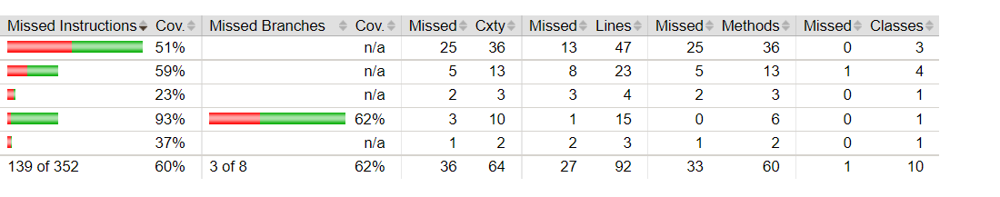 Missed Instructions Cov. Missed Branches Cov. Missed Cxty Missed Lines Missed Methods Missed Classes
51% n/a 25 36 13 47 25 36 0 3
59% n/a 5 13 8 23 5 13 1 4
23% n/a 2 3 3 4 2 3 0 1
93% 62% 3 10 1 15 0 6 0 1
37% n/a 1 2 2 3 1 2 0 1
139 of 352 60% 3 of 8 62% 36 64 27 92 33 60 1 10